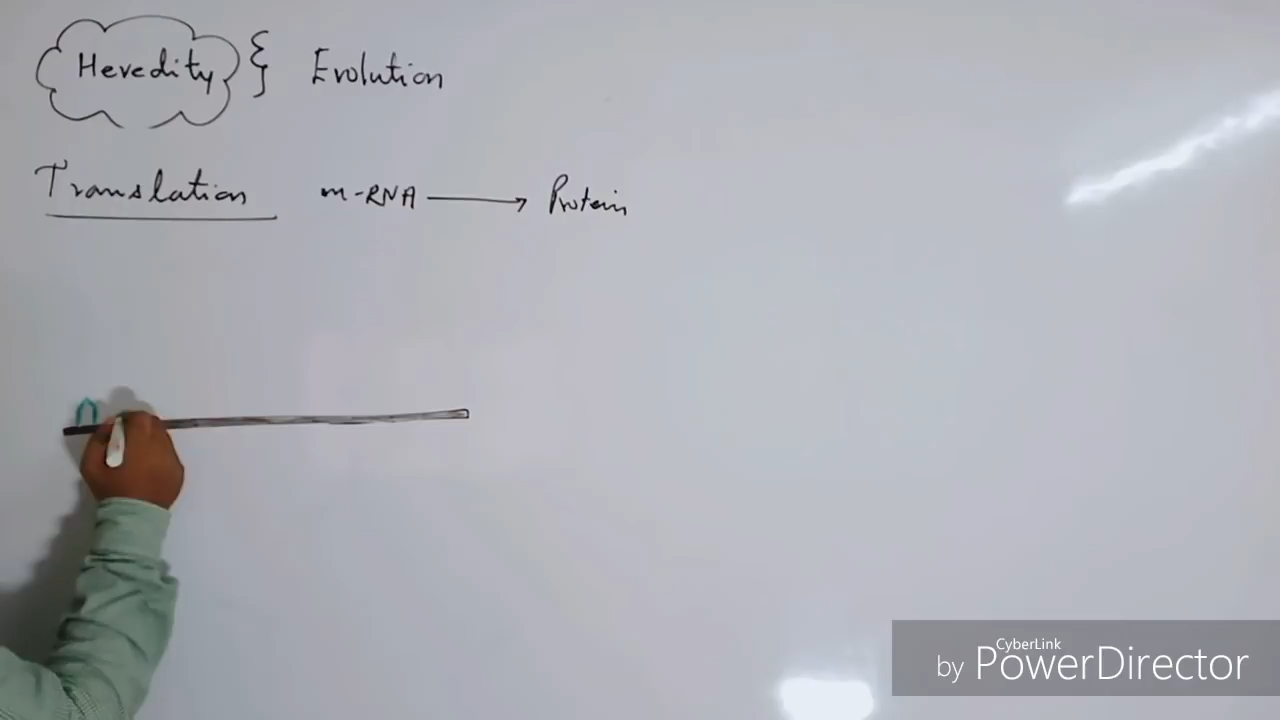 Heredity } Evolution
Translation m-RNA → Protein
CyberLink
by PowerDirector